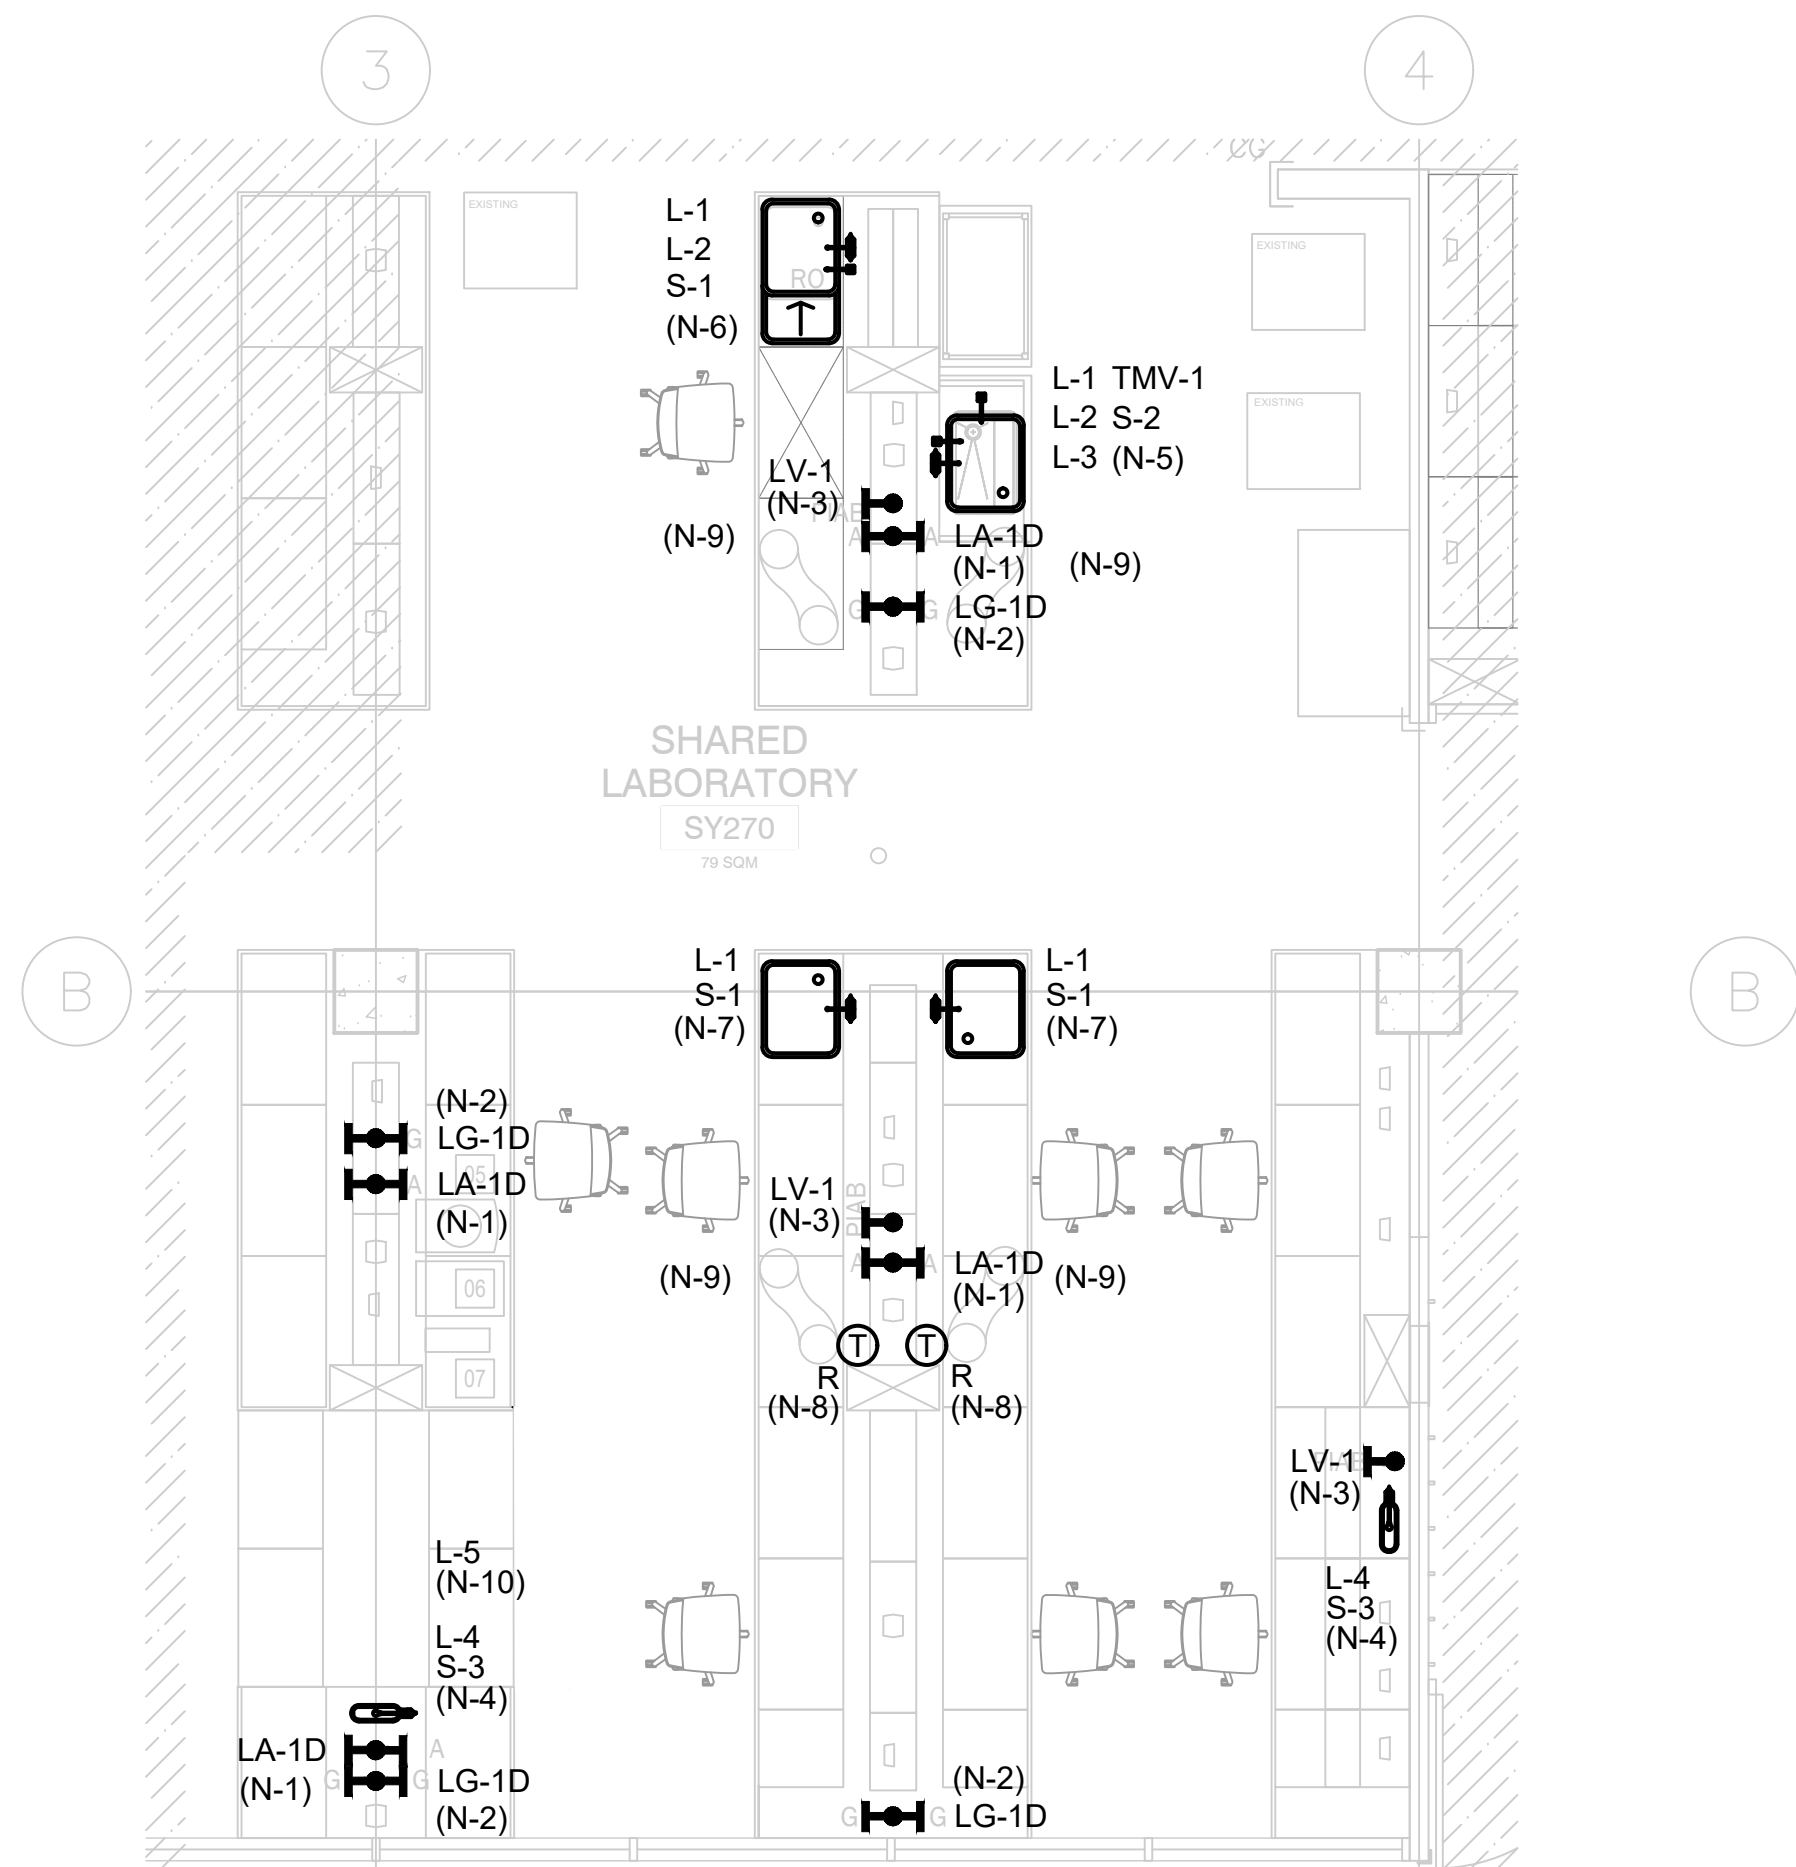 3
4
CG
EXISTING
L-1
L-2
S-1
(N-6)
RO
EXISTING
EXISTING
L-1 TMV-1
L-2 S-2
L-3 (N-5)
LV-1
(N-3)
PIAB
(N-9)
A
A
LA-1D
(N-1)
(N-9)
G
G
LG-1D
(N-2)
SHARED
LABORATORY
SY270
79 SQM
B
B
L-1
S-1
(N-7)
L-1
S-1
(N-7)
(N-2)
G
LG-1D
05
A
LA-1D
(N-1)
06
07
LV-1
(N-3)
PIAB
(N-9)
A
A
LA-1D
(N-1)
(N-9)
T
T
R
(N-8)
R
(N-8)
LV-1
PIAB
(N-3)
L-5
(N-10)
L-4
S-3
(N-4)
L-4
S-3
(N-4)
LA-1D
(N-1)
A
G
G
LG-1D
(N-2)
(N-2)
G
G
LG-1D